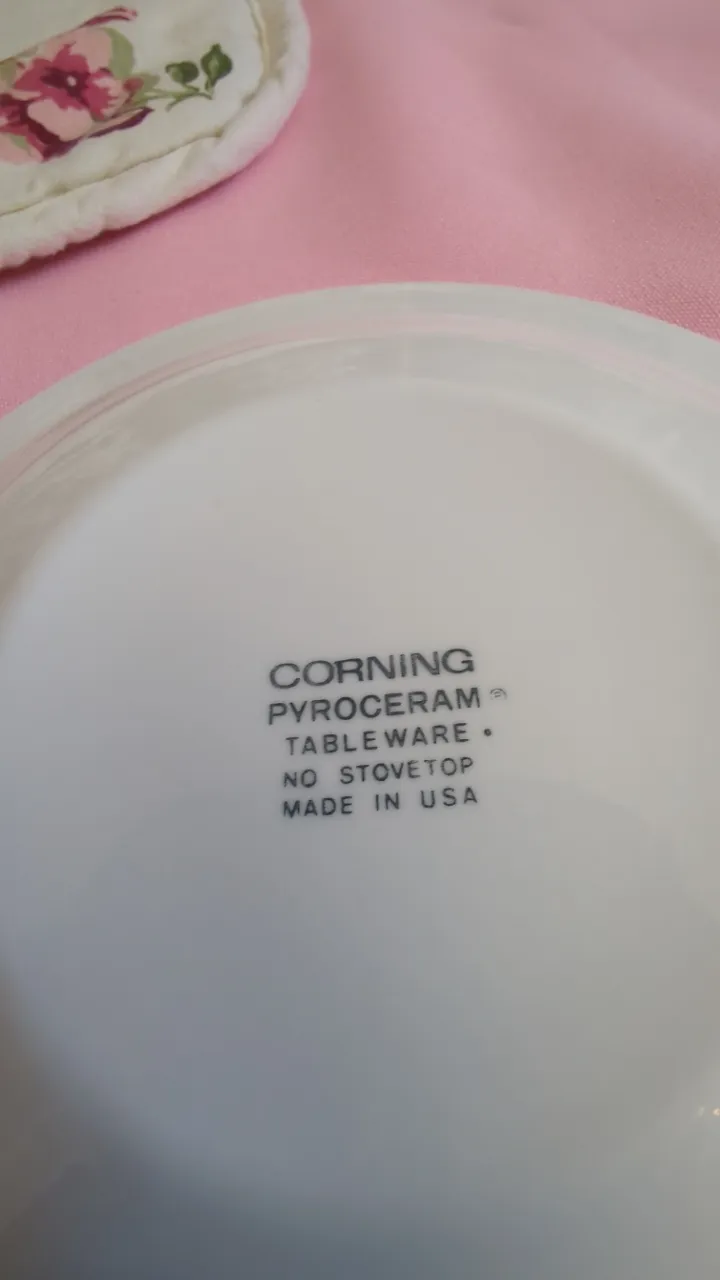 CORNING
PYROCERAM ®
TABLEWARE •
NO STOVETOP
MADE IN USA